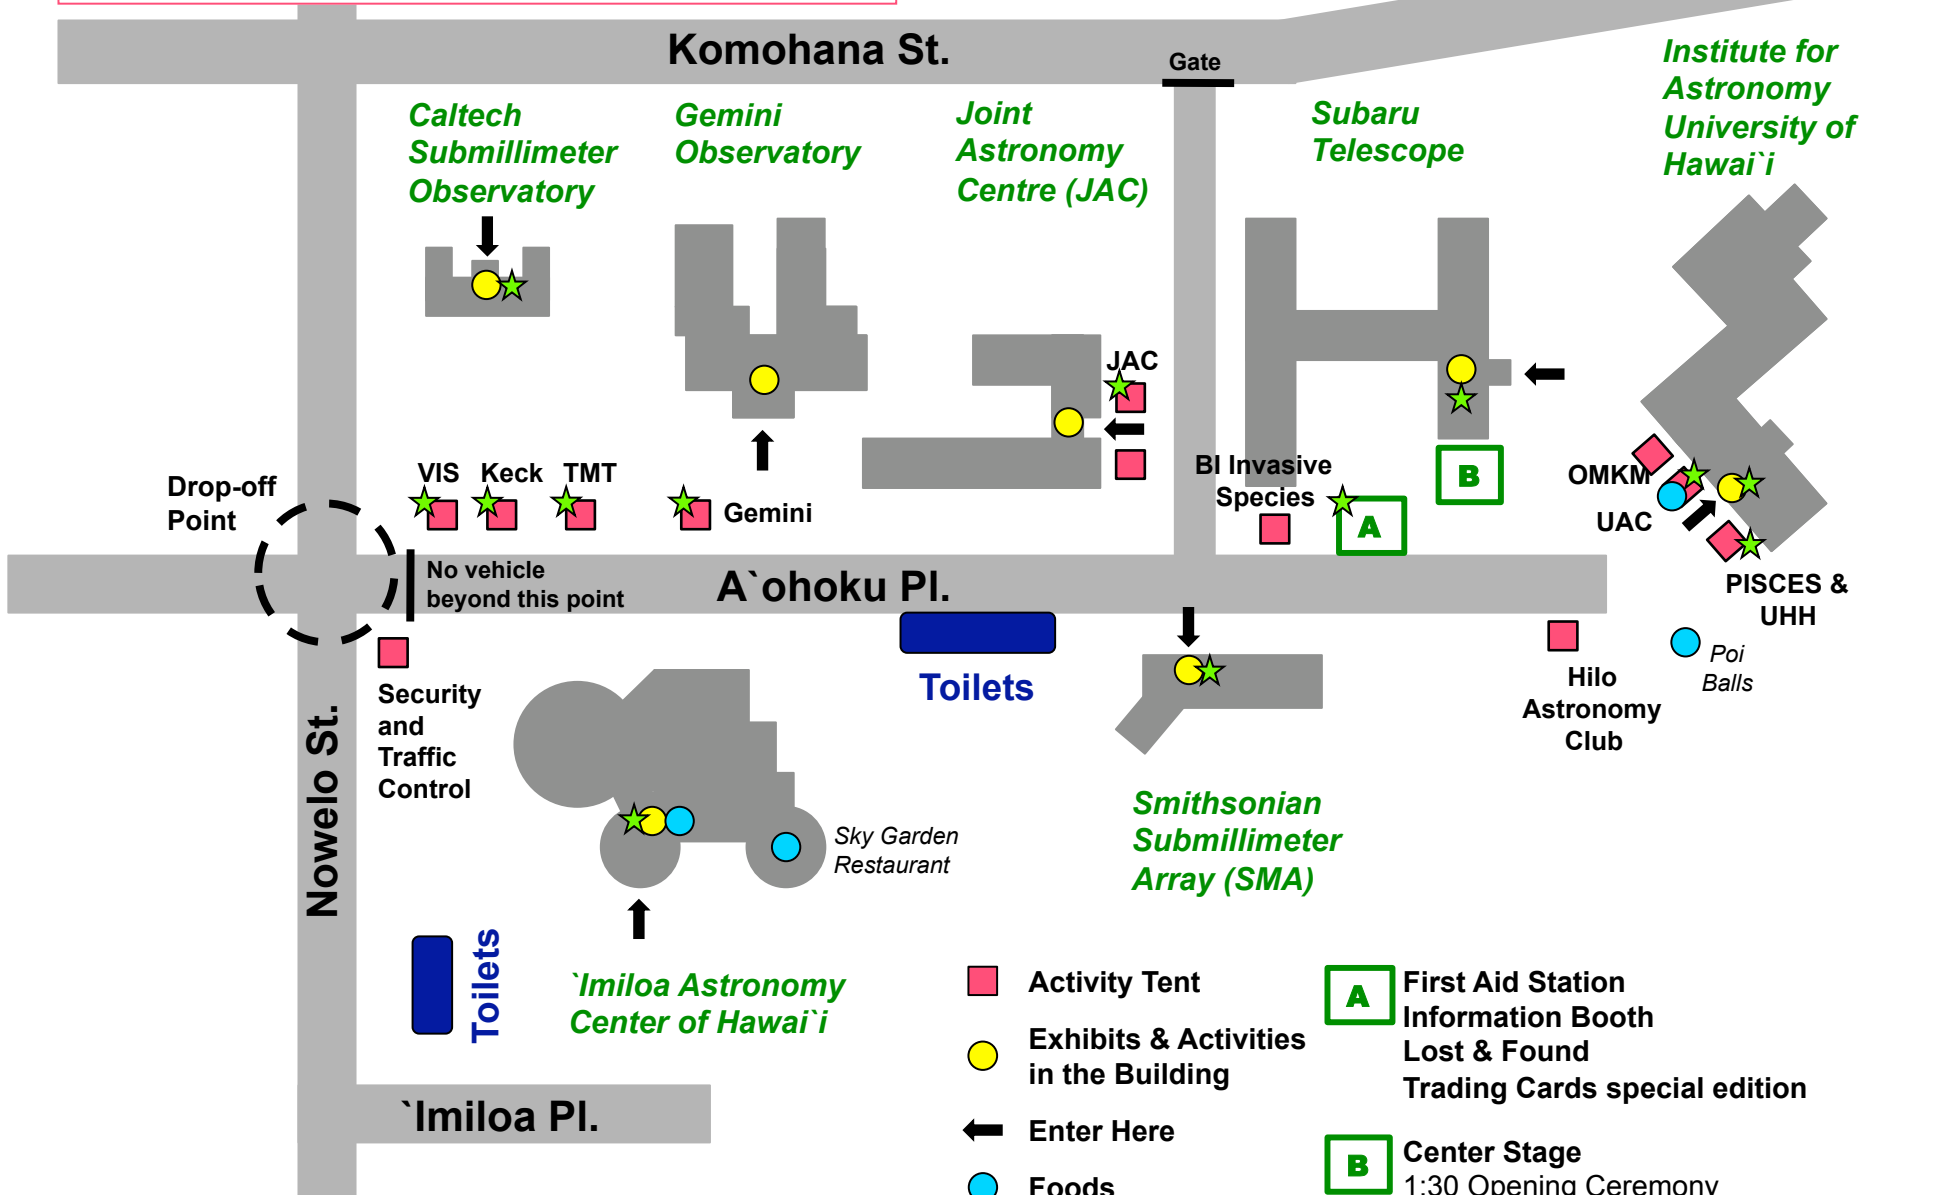 Komohana St.
Gate
Caltech
Submillimeter
Observatory
Gemini
Observatory
Joint
Astronomy
Centre (JAC)
Subaru
Telescope
Institute for
Astronomy
University of
Hawai`i
JAC
Drop-off
Point
VIS
Keck
TMT
Gemini
BI Invasive
Species
A
B
OMKM
UAC
PISCES &
UHH
No vehicle
beyond this point
A`ohoku Pl.
Toilets
Security
and
Traffic
Control
Nowelo St.
Hilo
Astronomy
Club
Poi
Balls
Sky Garden
Restaurant
Smithsonian
Submillimeter
Array (SMA)
Toilets
`Imiloa Astronomy
Center of Hawai`i
`Imiloa Pl.
Activity Tent
Exhibits & Activities
in the Building
Enter Here
Foods
A
First Aid Station
Information Booth
Lost & Found
Trading Cards special edition
B
Center Stage
1:30 Opening Ceremony